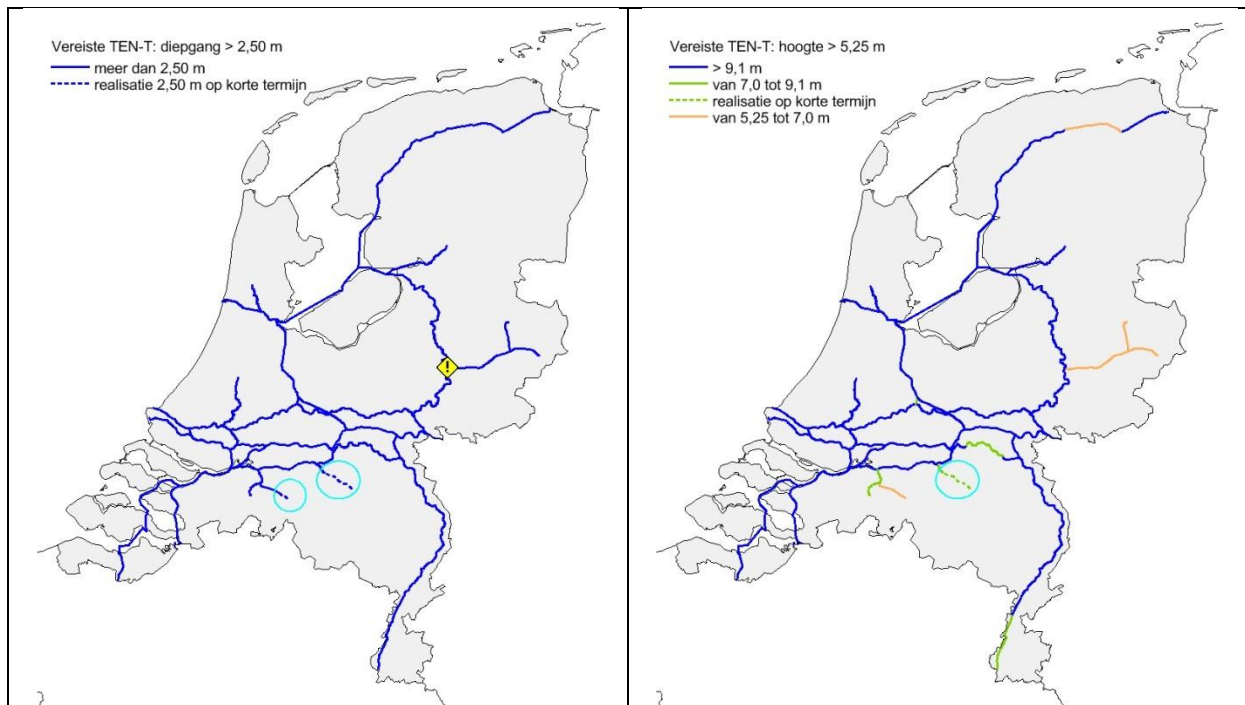 Vereiste TEN-T: diepgang > 2,50 m
meer dan 2,50 m
realisatie 2,50 m op korte termijn
!
Vereiste TEN-T: hoogte > 5,25 m
> 9,1 m
van 7,0 tot 9,1 m
realisatie op korte termijn
van 5,25 tot 7,0 m